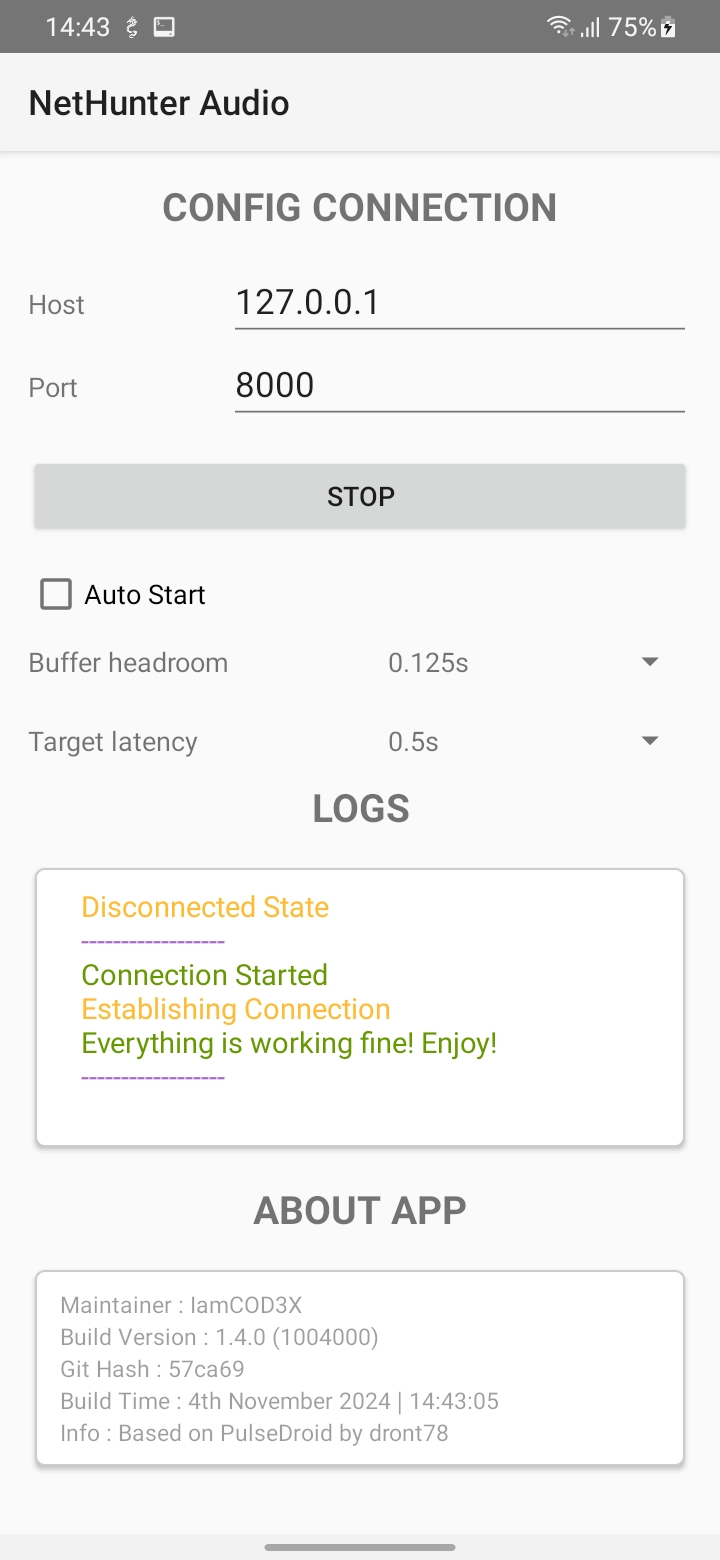 14:43 75%
NetHunter Audio
CONFIG CONNECTION
Host 127.0.0.1
Port 8000
STOP
Auto Start
Buffer headroom 0.125s
Target latency 0.5s
LOGS
Disconnected State
------------------
Connection Started
Establishing Connection
Everything is working fine! Enjoy!
------------------
ABOUT APP
Maintainer : IamCOD3X
Build Version : 1.4.0 (1004000)
Git Hash : 57ca69
Build Time : 4th November 2024 | 14:43:05
Info : Based on PulseDroid by dront78